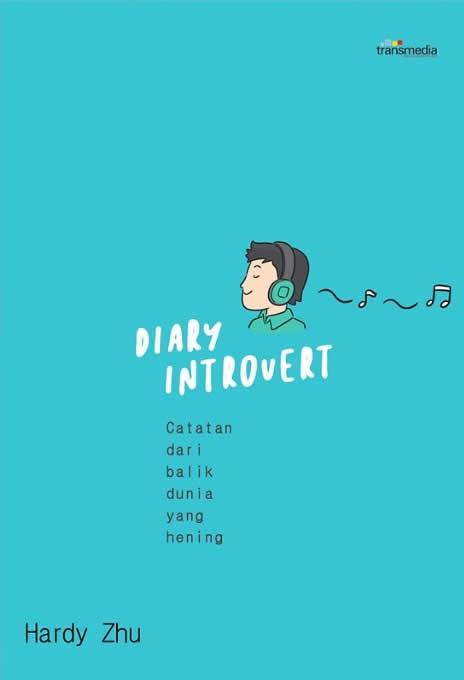 transmedia
DIARY
INTROVERT
Catatan
dari
balik
dunia
yang
hening
Hardy Zhu